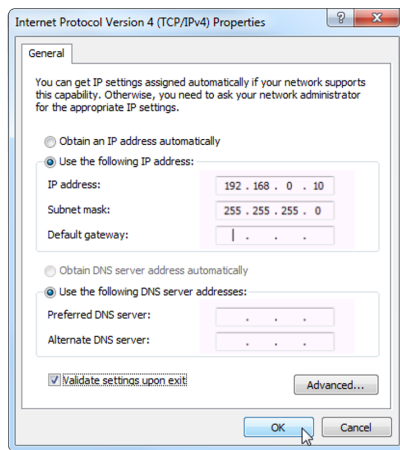 Internet Protocol Version 4 (TCP/IPv4) Properties
General
You can get IP settings assigned automatically if your network supports
this capability. Otherwise, you need to ask your network administrator
for the appropriate IP settings.
Obtain an IP address automatically
Use the following IP address:
IP address: 192 . 168 . 0 . 10
Subnet mask: 255 . 255 . 255 . 0
Default gateway: . . .
Obtain DNS server address automatically
Use the following DNS server addresses:
Preferred DNS server: . . .
Alternate DNS server: . . .
Validate settings upon exit
Advanced...
OK Cancel